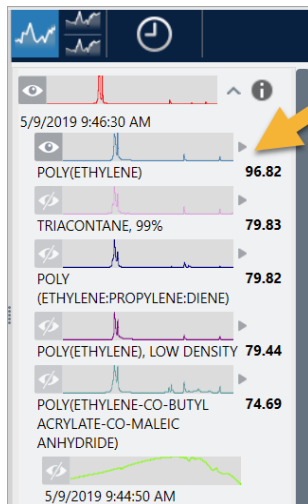 5/9/2019 9:46:30 AM
POLY(ETHYLENE) 96.82
TRIACONTANE, 99% 79.83
POLY 79.82
(ETHYLENE:PROPYLENE:DIENE)
POLY(ETHYLENE), LOW DENSITY 79.44
POLY(ETHYLENE-CO-BUTYL 74.69
ACRYLATE-CO-MALEIC
ANHYDRIDE)
5/9/2019 9:44:50 AM